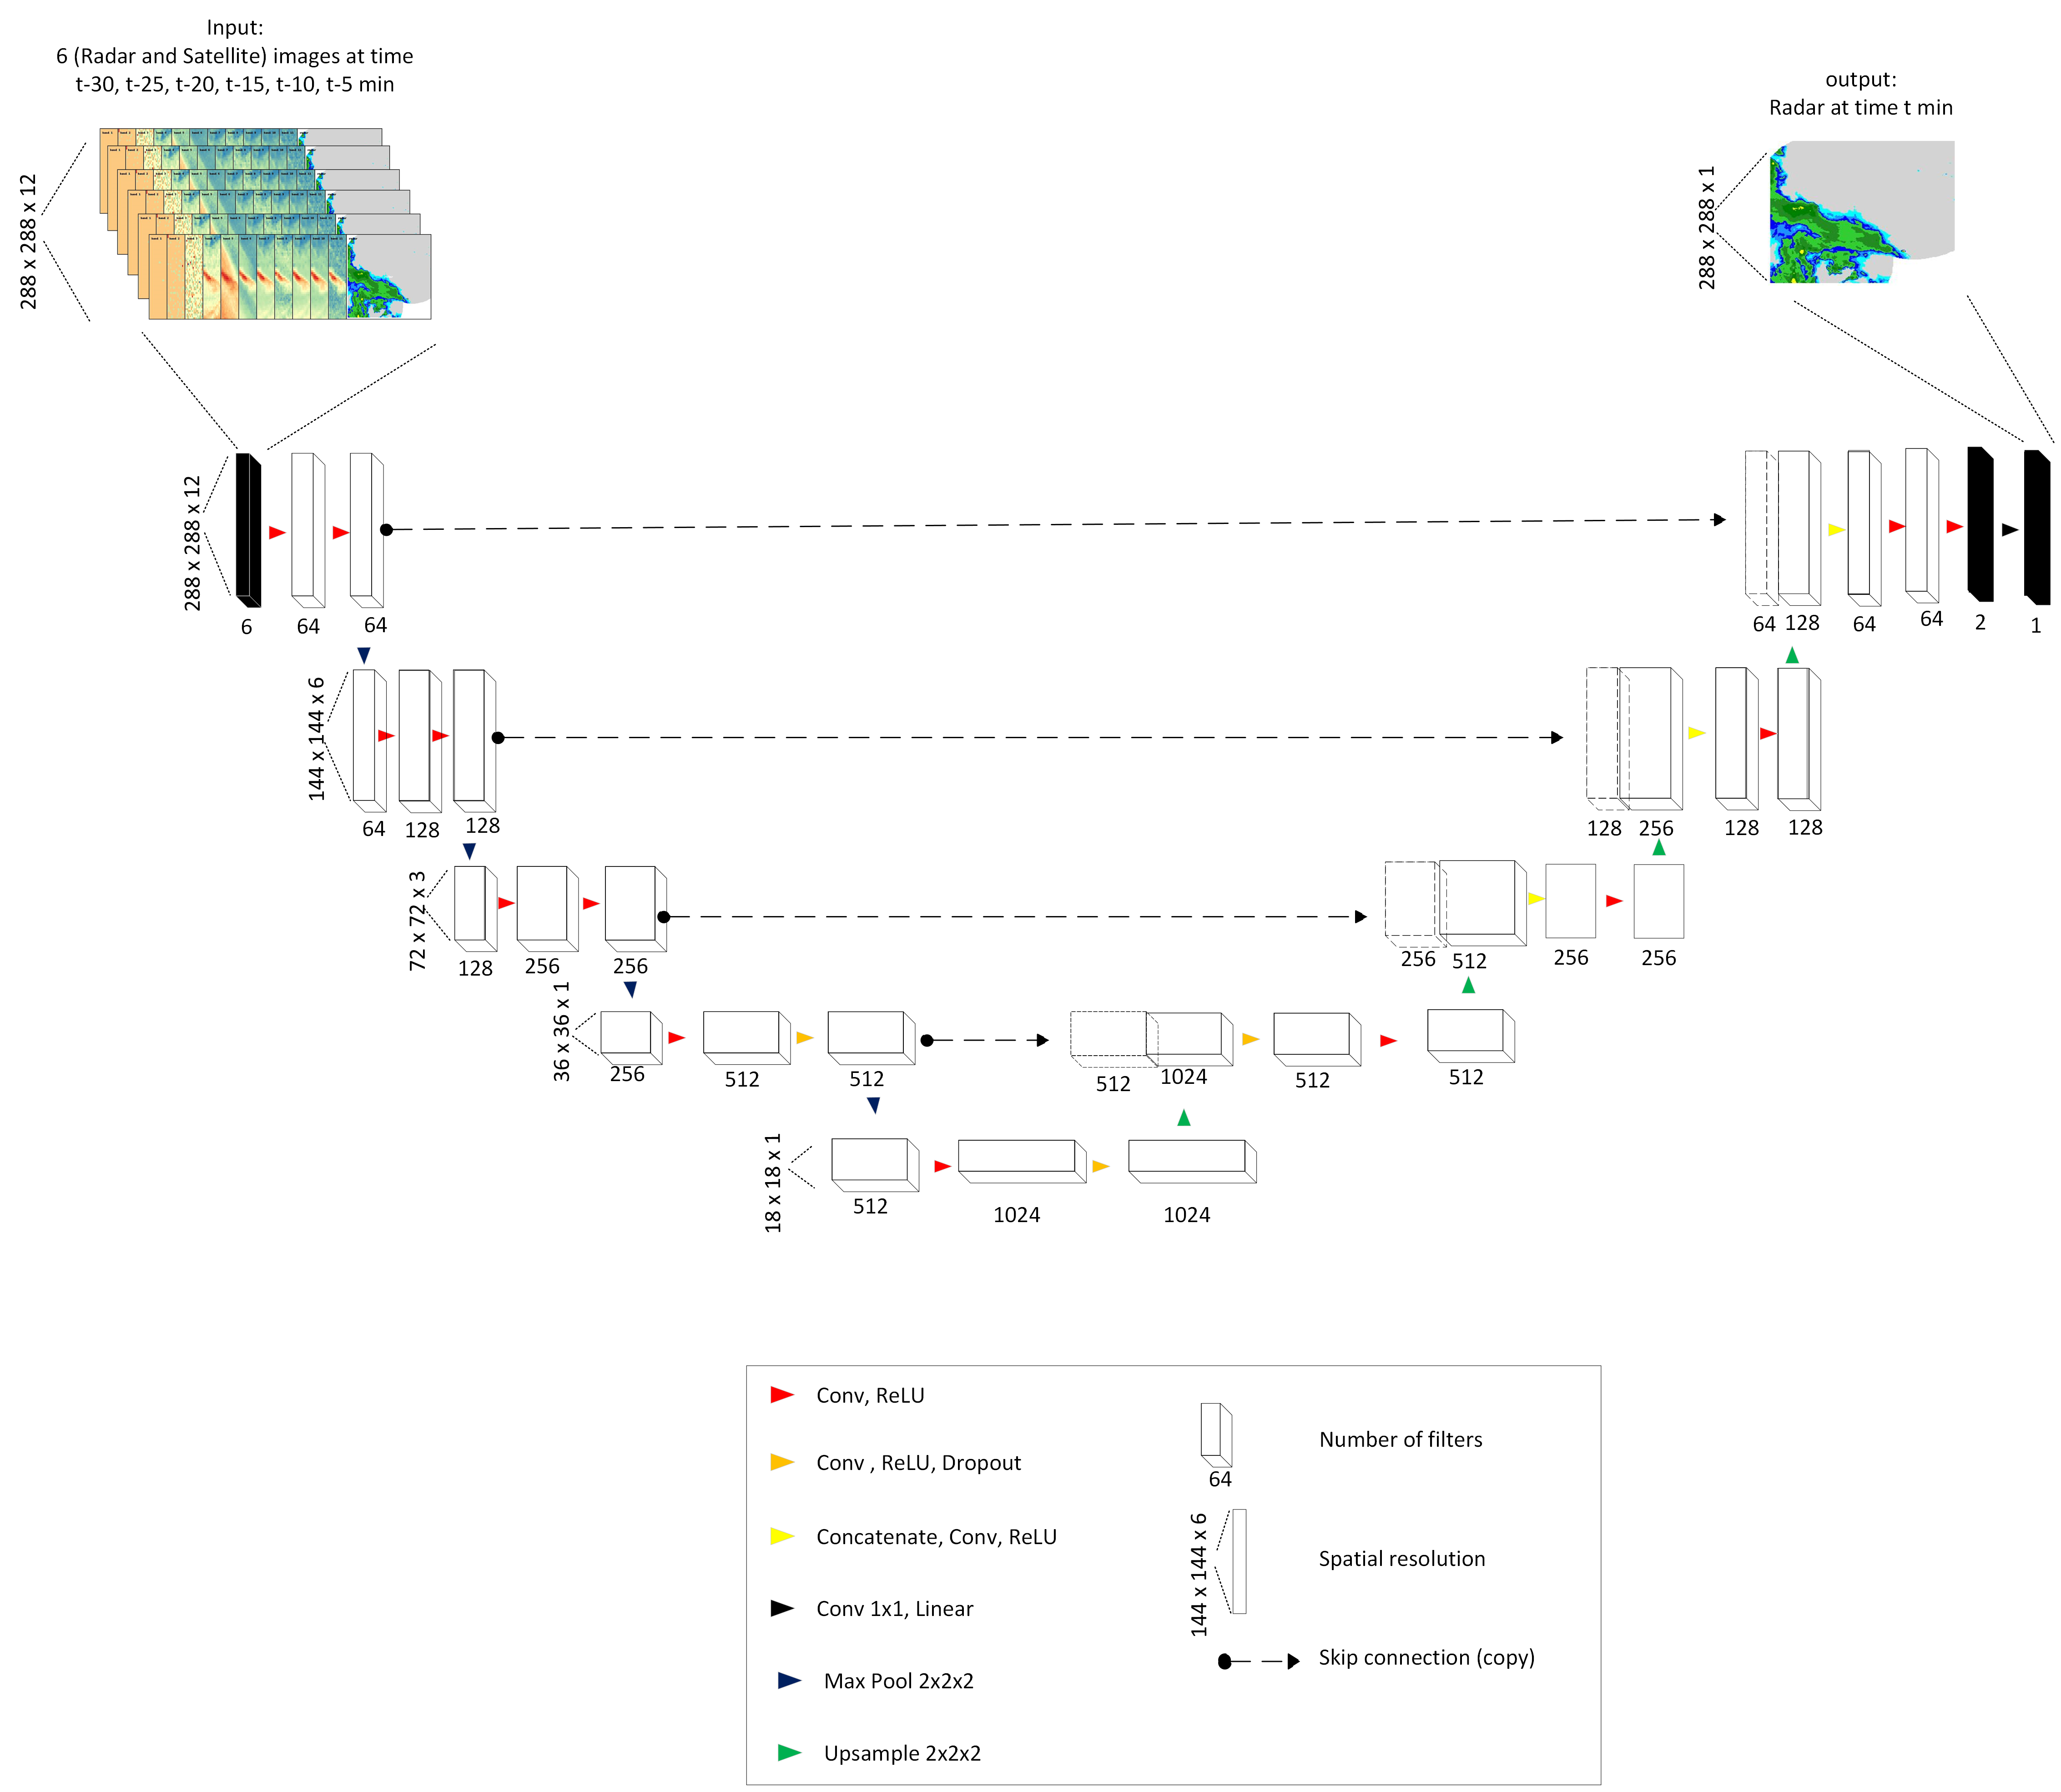 Input:
6 (Radar and Satellite) images at time
t-30, t-25, t-20, t-15, t-10, t-5 min
288 x 288 x 12
output:
Radar at time t min
288 x 288 x 1
288 x 288 x 12
6
64
64
64
128
64
64
2
1
144 x 144 x 6
64
128
128
128
256
128
128
72 x 72 x 3
128
256
256
256
512
256
256
36 x 36 x 1
256
512
512
512
1024
512
512
18 x 18 x 1
512
1024
1024
Conv, ReLU
Conv , ReLU, Dropout
Concatenate, Conv, ReLU
Conv 1x1, Linear
Max Pool 2x2x2
Upsample 2x2x2
64
Number of filters
144 x 144 x 6
Spatial resolution
Skip connection (copy)